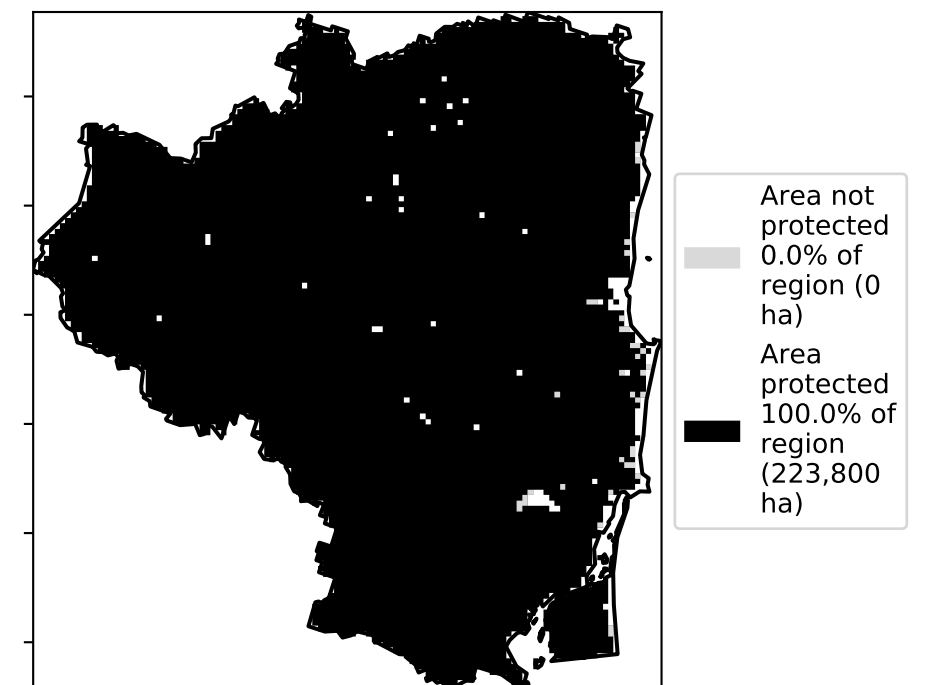 Area not
protected
0.0% of
region (0
ha)
Area
protected
100.0% of
region
(223,800
ha)